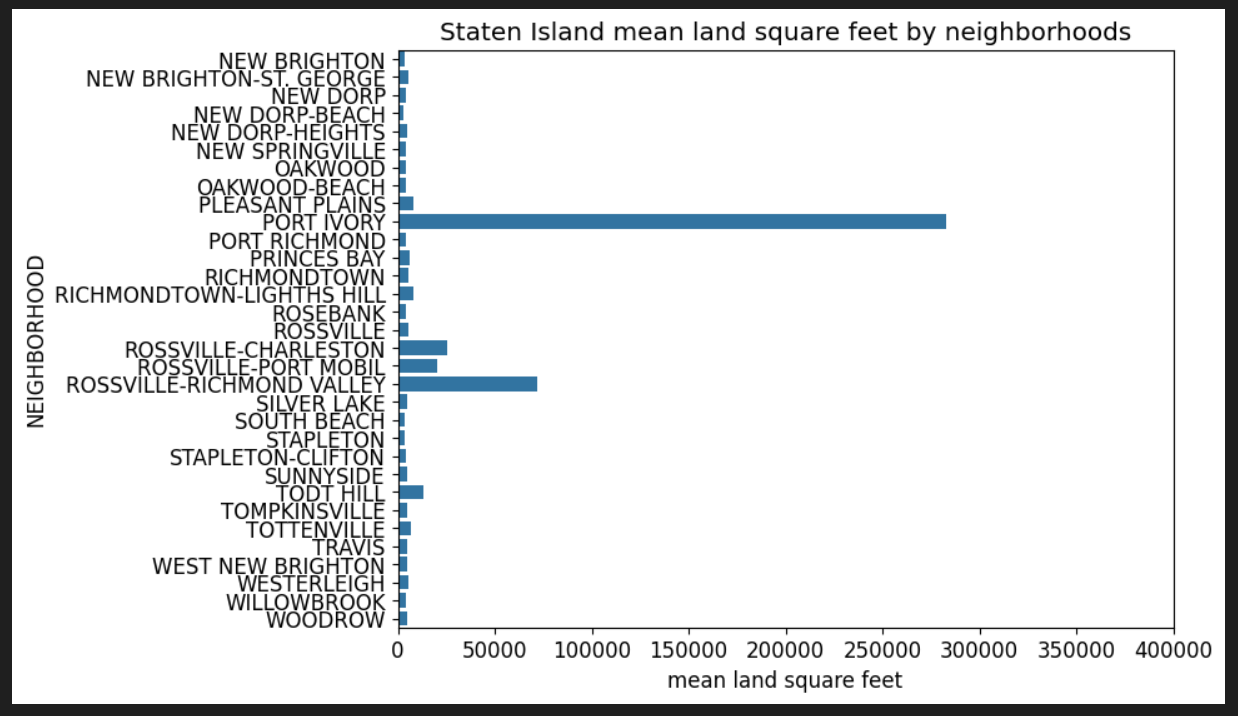 Staten Island mean land square feet by neighborhoods
NEIGHBORHOOD
NEW BRIGHTON
NEW BRIGHTON-ST. GEORGE
NEW DORP
NEW DORP-BEACH
NEW DORP-HEIGHTS
NEW SPRINGVILLE
OAKWOOD
OAKWOOD-BEACH
PLEASANT PLAINS
PORT IVORY
PORT RICHMOND
PRINCES BAY
RICHMONDTOWN
RICHMONDTOWN-LIGHTHS HILL
ROSEBANK
ROSSVILLE
ROSSVILLE-CHARLESTON
ROSSVILLE-PORT MOBIL
ROSSVILLE-RICHMOND VALLEY
SILVER LAKE
SOUTH BEACH
STAPLETON
STAPLETON-CLIFTON
SUNNYSIDE
TODT HILL
TOMPKINSVILLE
TOTTENVILLE
TRAVIS
WEST NEW BRIGHTON
WESTERLEIGH
WILLOWBROOK
WOODROW
0 50000 100000 150000 200000 250000 300000 350000 400000
mean land square feet